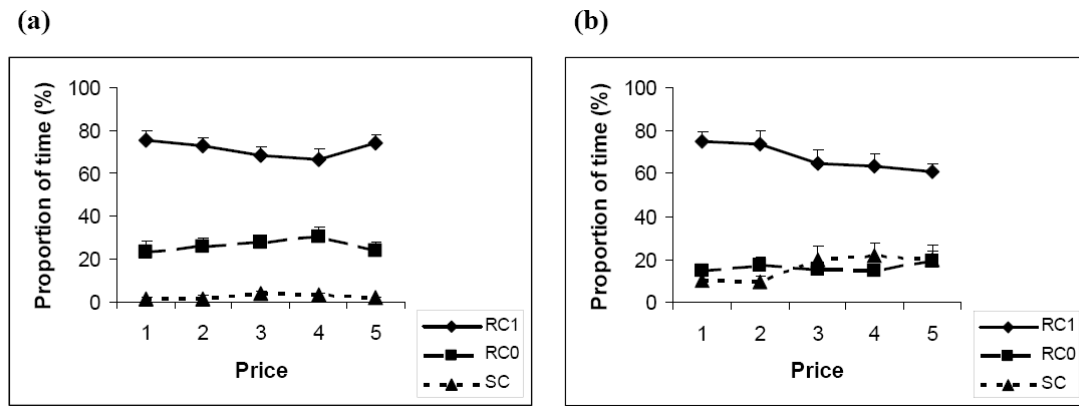 (a)
Proportion of time (%)
100
80
60
40
20
0
1 2 3 4 5
Price
RC1
RC0
SC
(b)
Proportion of time (%)
100
80
60
40
20
0
1 2 3 4 5
Price
RC1
RC0
SC